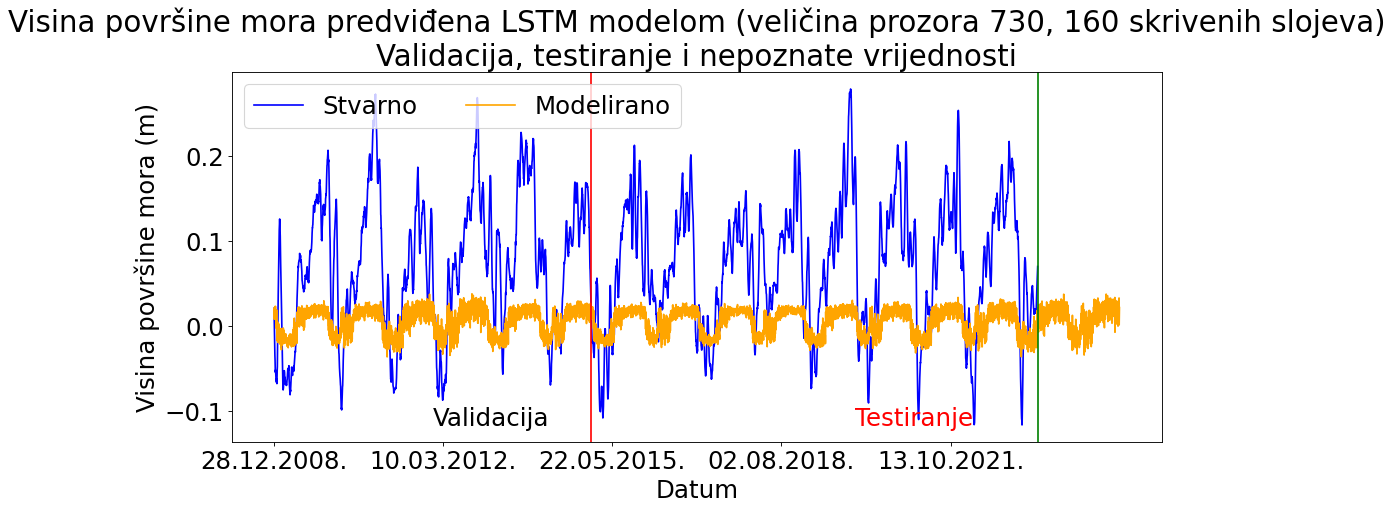 Visina površine mora predviđena LSTM modelom (veličina prozora 730, 160 skrivenih slojeva)
Validacija, testiranje i nepoznate vrijednosti
Stvarno Modelirano
Visina površine mora (m)
0.2
0.1
0.0
−0.1
Validacija Testiranje
28.12.2008. 10.03.2012. 22.05.2015. 02.08.2018. 13.10.2021.
Datum